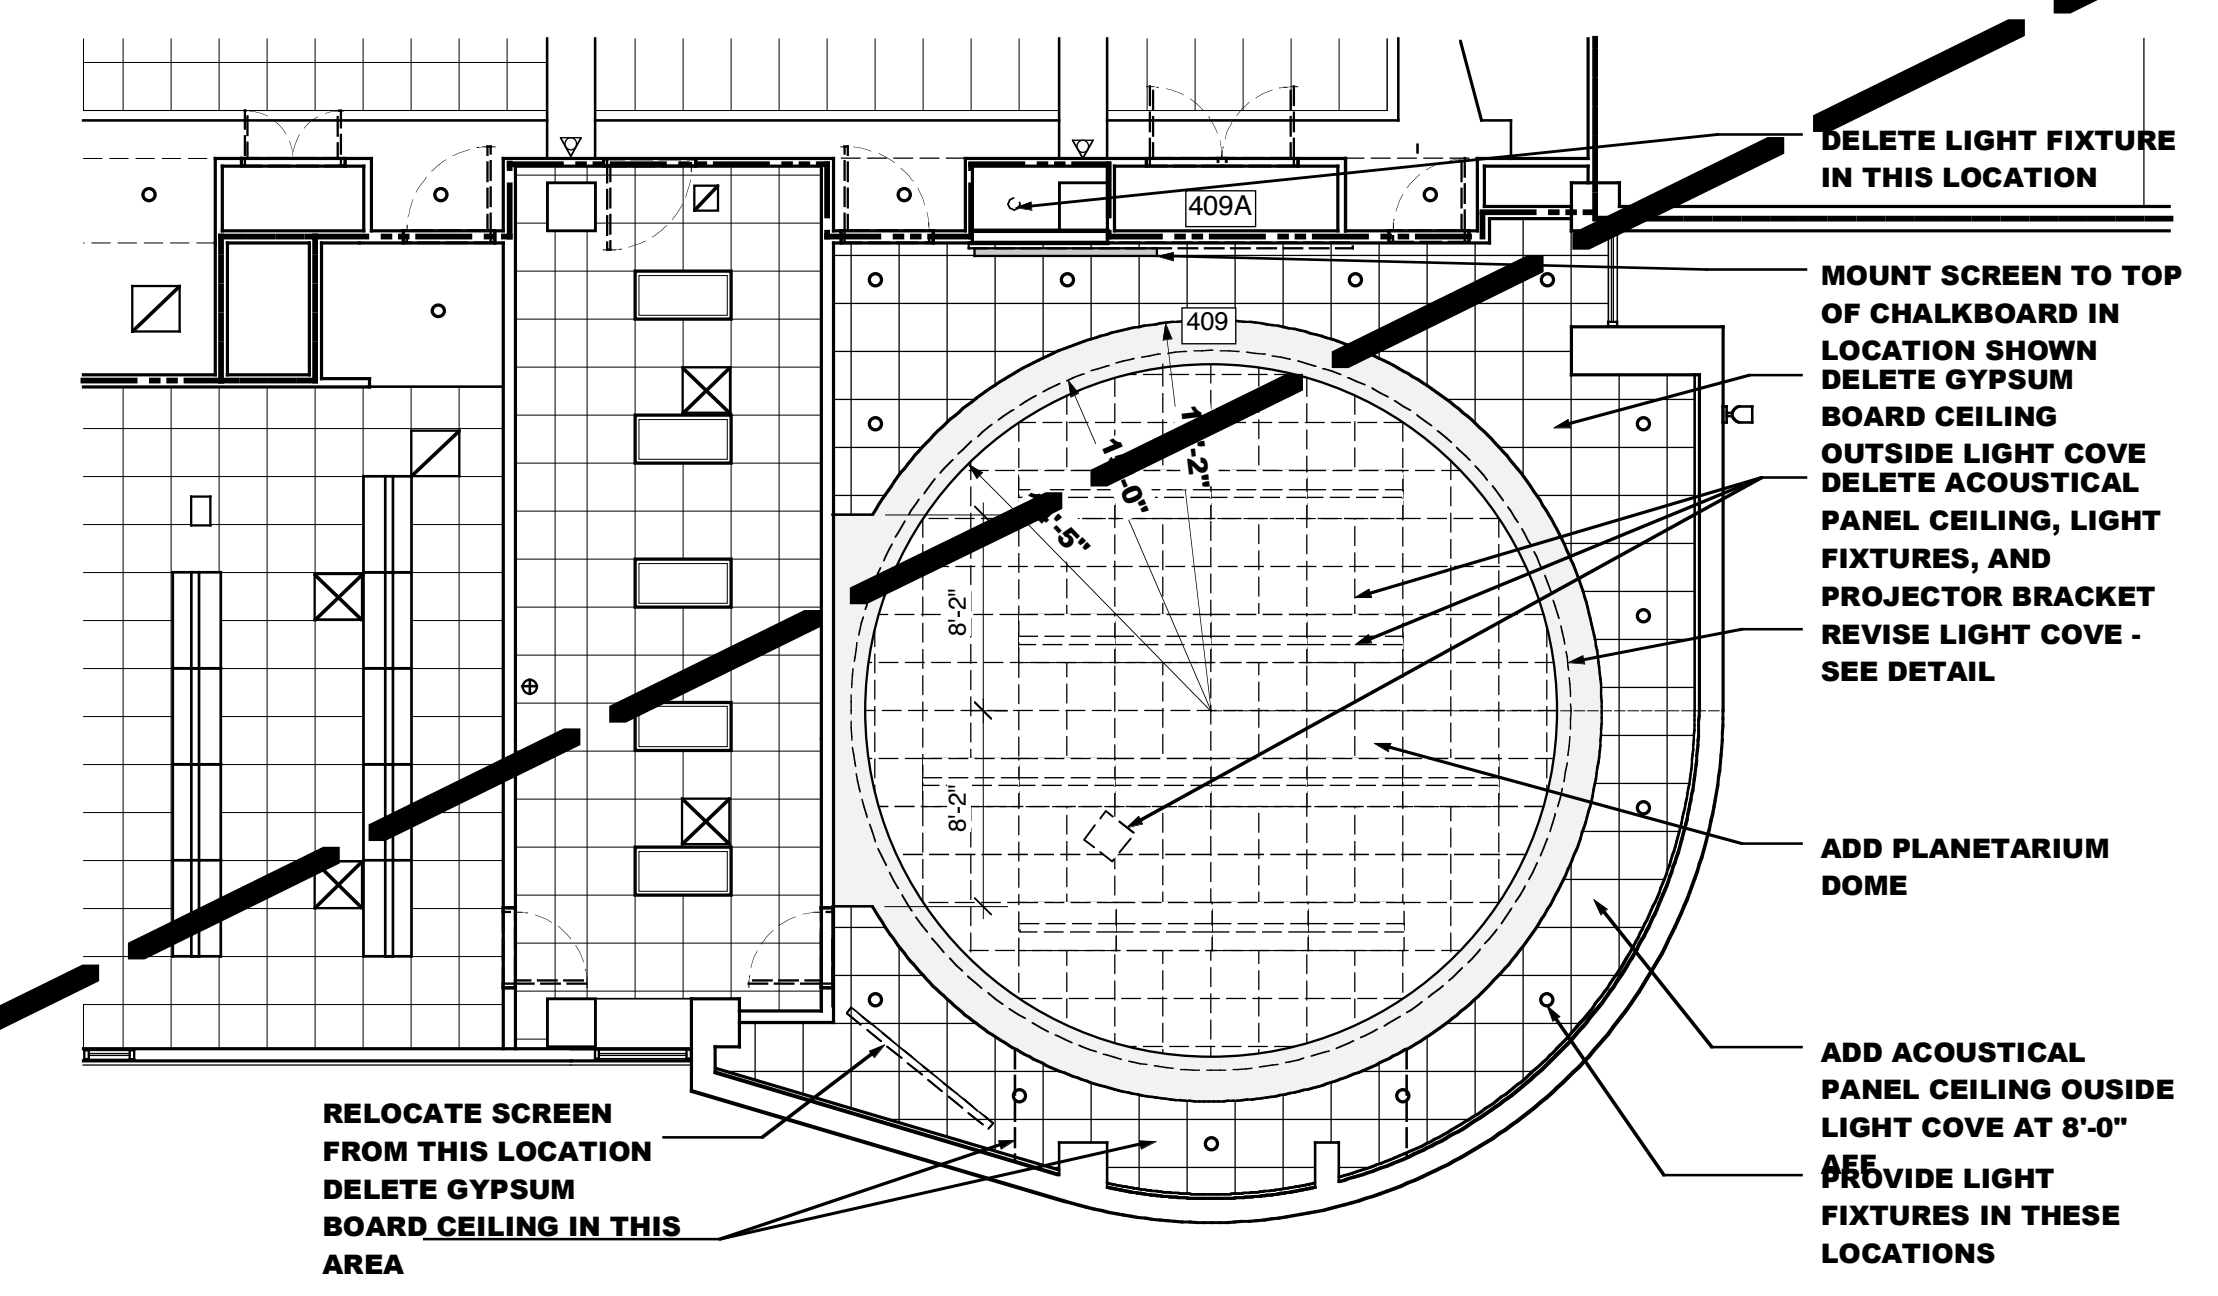 DELETE LIGHT FIXTURE
IN THIS LOCATION
409A
MOUNT SCREEN TO TOP
OF CHALKBOARD IN
LOCATION SHOWN
409
DELETE GYPSUM
BOARD CEILING
OUTSIDE LIGHT COVE
DELETE ACOUSTICAL
PANEL CEILING, LIGHT
FIXTURES, AND
PROJECTOR BRACKET
8'-2"
REVISE LIGHT COVE -
SEE DETAIL
8'-2"
ADD PLANETARIUM
DOME
ADD ACOUSTICAL
PANEL CEILING OUSIDE
LIGHT COVE AT 8'-0"
AFF
PROVIDE LIGHT
FIXTURES IN THESE
LOCATIONS
RELOCATE SCREEN
FROM THIS LOCATION
DELETE GYPSUM
BOARD CEILING IN THIS
AREA